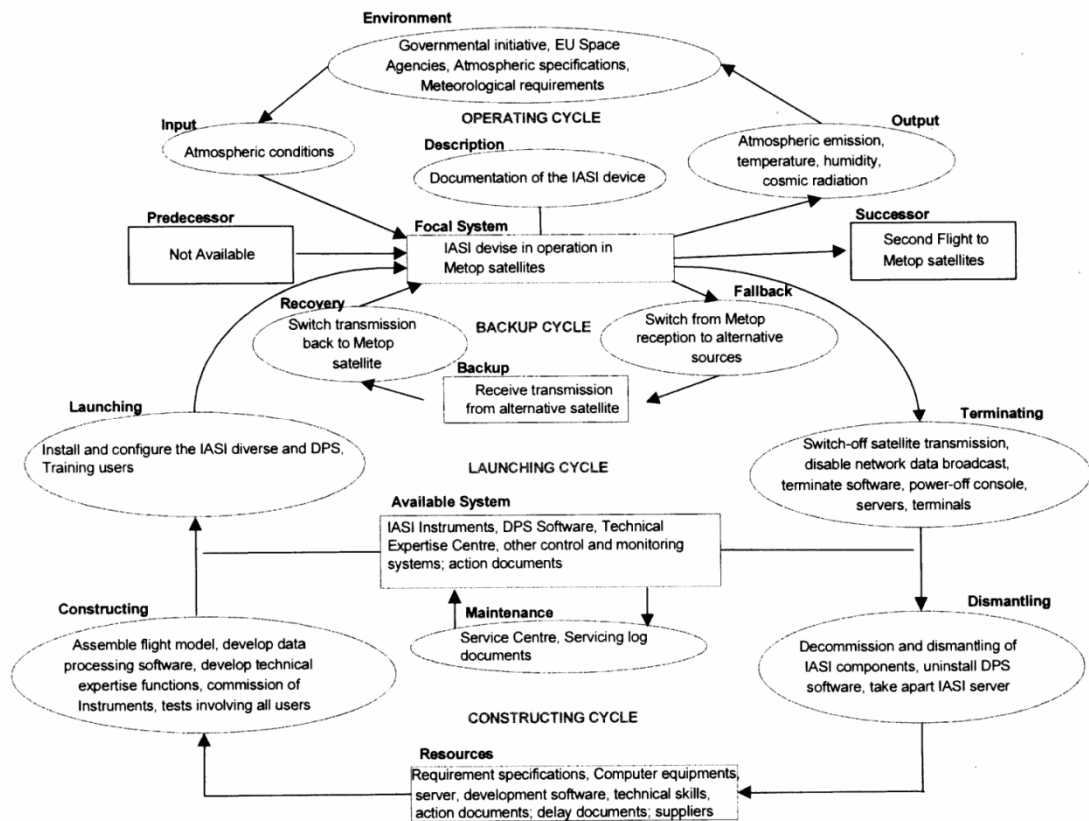 Environment
Governmental initiative, EU Space
Agencies, Atmospheric specifications,
Meteorological requirements
OPERATING CYCLE
Input
Atmospheric conditions
Description
Documentation of the IASI device
Output
Atmospheric emission,
temperature, humidity,
cosmic radiation
Predecessor
Not Available
Focal System
IASI devise in operation in
Metop satellites
Successor
Second Flight to
Metop satellites
Recovery
Switch transmission
back to Metop
satellite
BACKUP CYCLE
Fallback
Switch from Metop
reception to alternative
sources
Backup
Receive transmission
from alternative satellite
Launching
Install and configure the IASI diverse and DPS,
Training users
LAUNCHING CYCLE
Terminating
Switch-off satellite transmission,
disable network data broadcast,
terminate software, power-off console,
servers, terminals
Available System
IASI Instruments, DPS Software, Technical
Expertise Centre, other control and monitoring
systems; action documents
Maintenance
Service Centre, Servicing log
documents
Constructing
Assemble flight model, develop data
processing software, develop technical
expertise functions, commission of
Instruments, tests involving all users
Dismantling
Decommission and dismantling of
IASI components, uninstall DPS
software, take apart IASI server
CONSTRUCTING CYCLE
Resources
Requirement specifications, Computer equipments,
server, development software, technical skills,
action documents; delay documents; suppliers